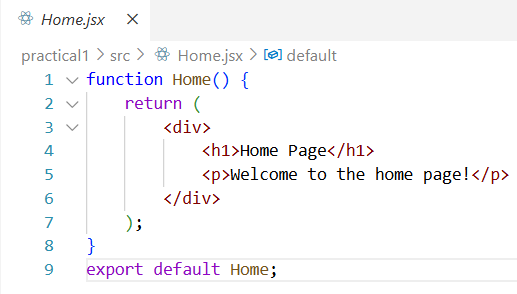 Home.jsx ×
practical1 > src > Home.jsx > default
1 function Home() {
2     return (
3         <div>
4             <h1>Home Page</h1>
5             <p>Welcome to the home page!</p>
6         </div>
7     );
8 }
9 export default Home;